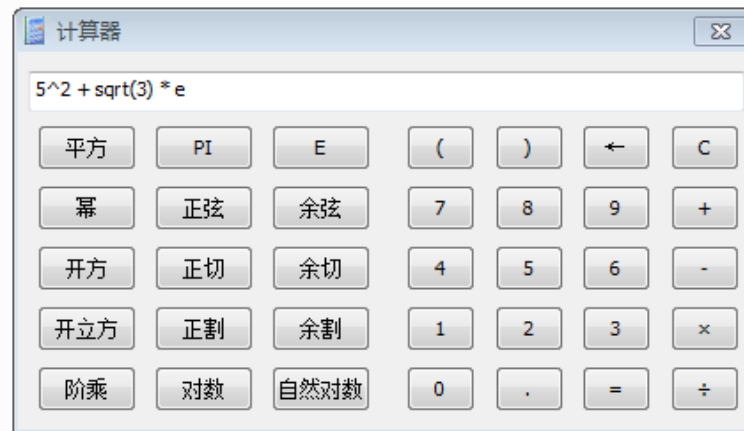 计算器
5^2 + sqrt(3) * e
平方 PI E ( ) ← C
幂 正弦 余弦 7 8 9 +
开方 正切 余切 4 5 6 -
开立方 正割 余割 1 2 3 ×
阶乘 对数 自然对数 0 . = ÷